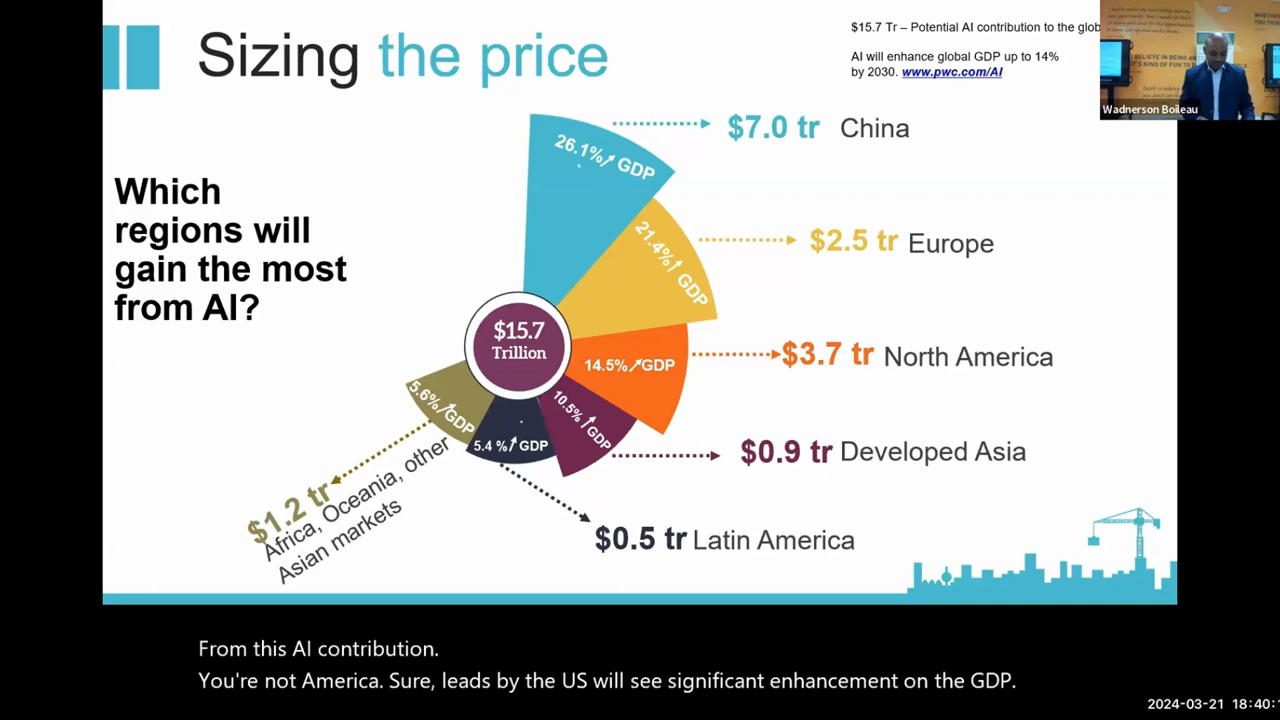 Sizing the price
$15.7 Tr – Potential AI contribution to the glob
AI will enhance global GDP up to 14%
by 2030. www.pwc.com/AI
Wadnerson Boileau
Which
regions will
gain the most
from AI?
26.1% GDP
$7.0 tr China
21.4% GDP
$2.5 tr Europe
$15.7
Trillion
14.5% GDP
$3.7 tr North America
10.5% GDP
$0.9 tr Developed Asia
5.4 % GDP
$0.5 tr Latin America
5.6% GDP
$1.2 tr
Africa, Oceania, other
Asian markets
From this AI contribution.
You're not America. Sure, leads by the US will see significant enhancement on the GDP.
2024-03-21 18:40: